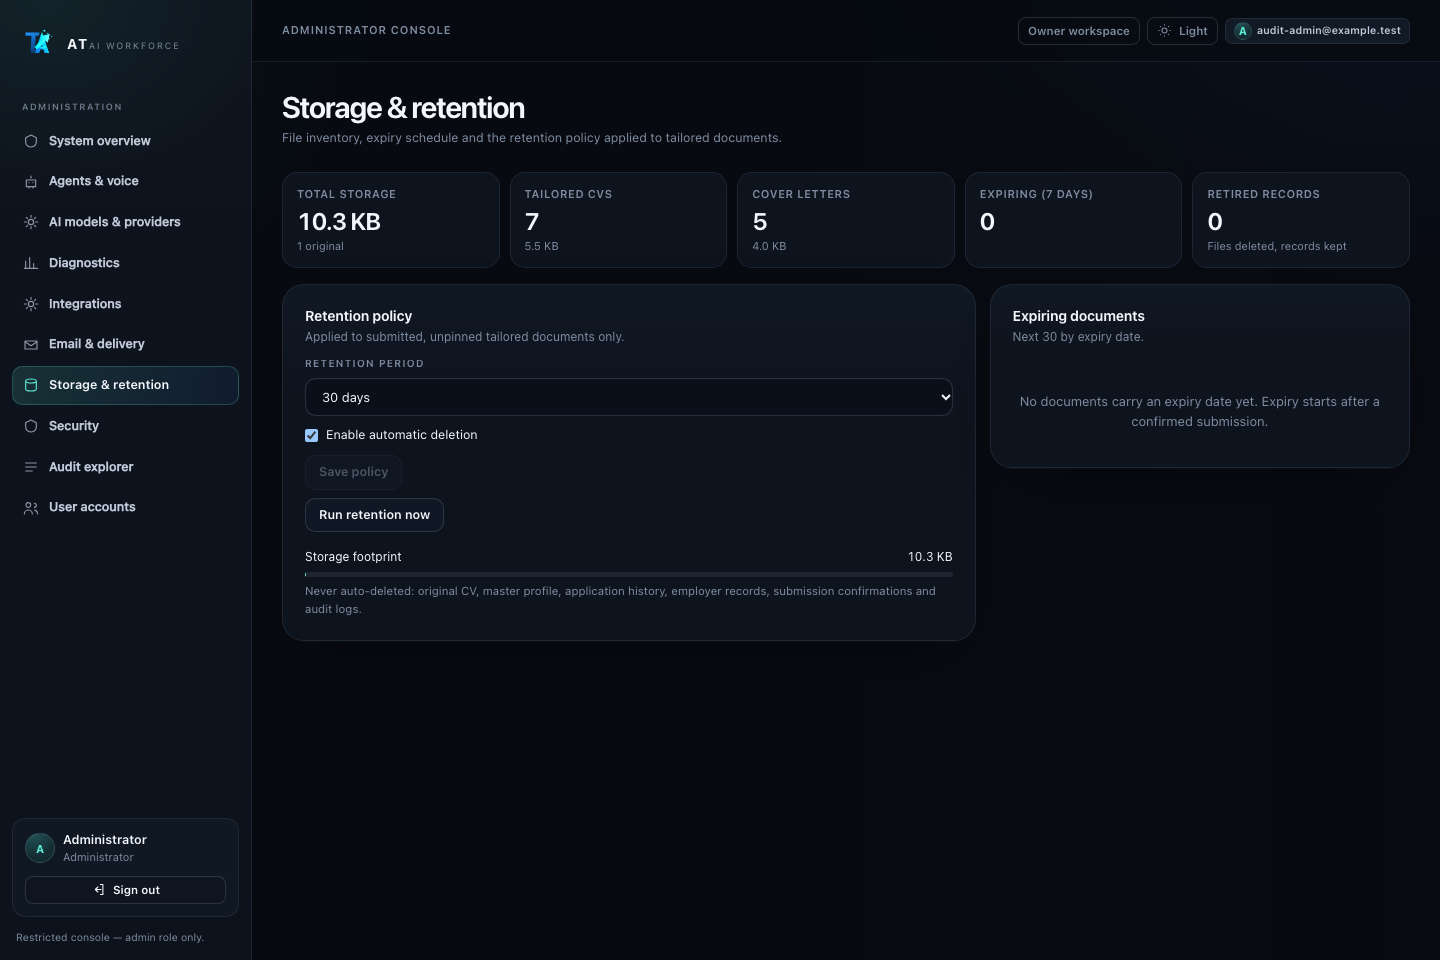 AT AI WORKFORCE
ADMINISTRATION
System overview
Agents & voice
AI models & providers
Diagnostics
Integrations
Email & delivery
Storage & retention
Security
Audit explorer
User accounts
A
Administrator
Administrator
Sign out
Restricted console — admin role only.
ADMINISTRATOR CONSOLE
Owner workspace
Light
A audit-admin@example.test
Storage & retention
File inventory, expiry schedule and the retention policy applied to tailored documents.
TOTAL STORAGE
10.3 KB
1 original
TAILORED CVS
7
5.5 KB
COVER LETTERS
5
4.0 KB
EXPIRING (7 DAYS)
0
RETIRED RECORDS
0
Files deleted, records kept
Retention policy
Applied to submitted, unpinned tailored documents only.
RETENTION PERIOD
30 days
Enable automatic deletion
Save policy
Run retention now
Storage footprint 10.3 KB
Never auto-deleted: original CV, master profile, application history, employer records, submission confirmations and
audit logs.
Expiring documents
Next 30 by expiry date.
No documents carry an expiry date yet. Expiry starts after a
confirmed submission.